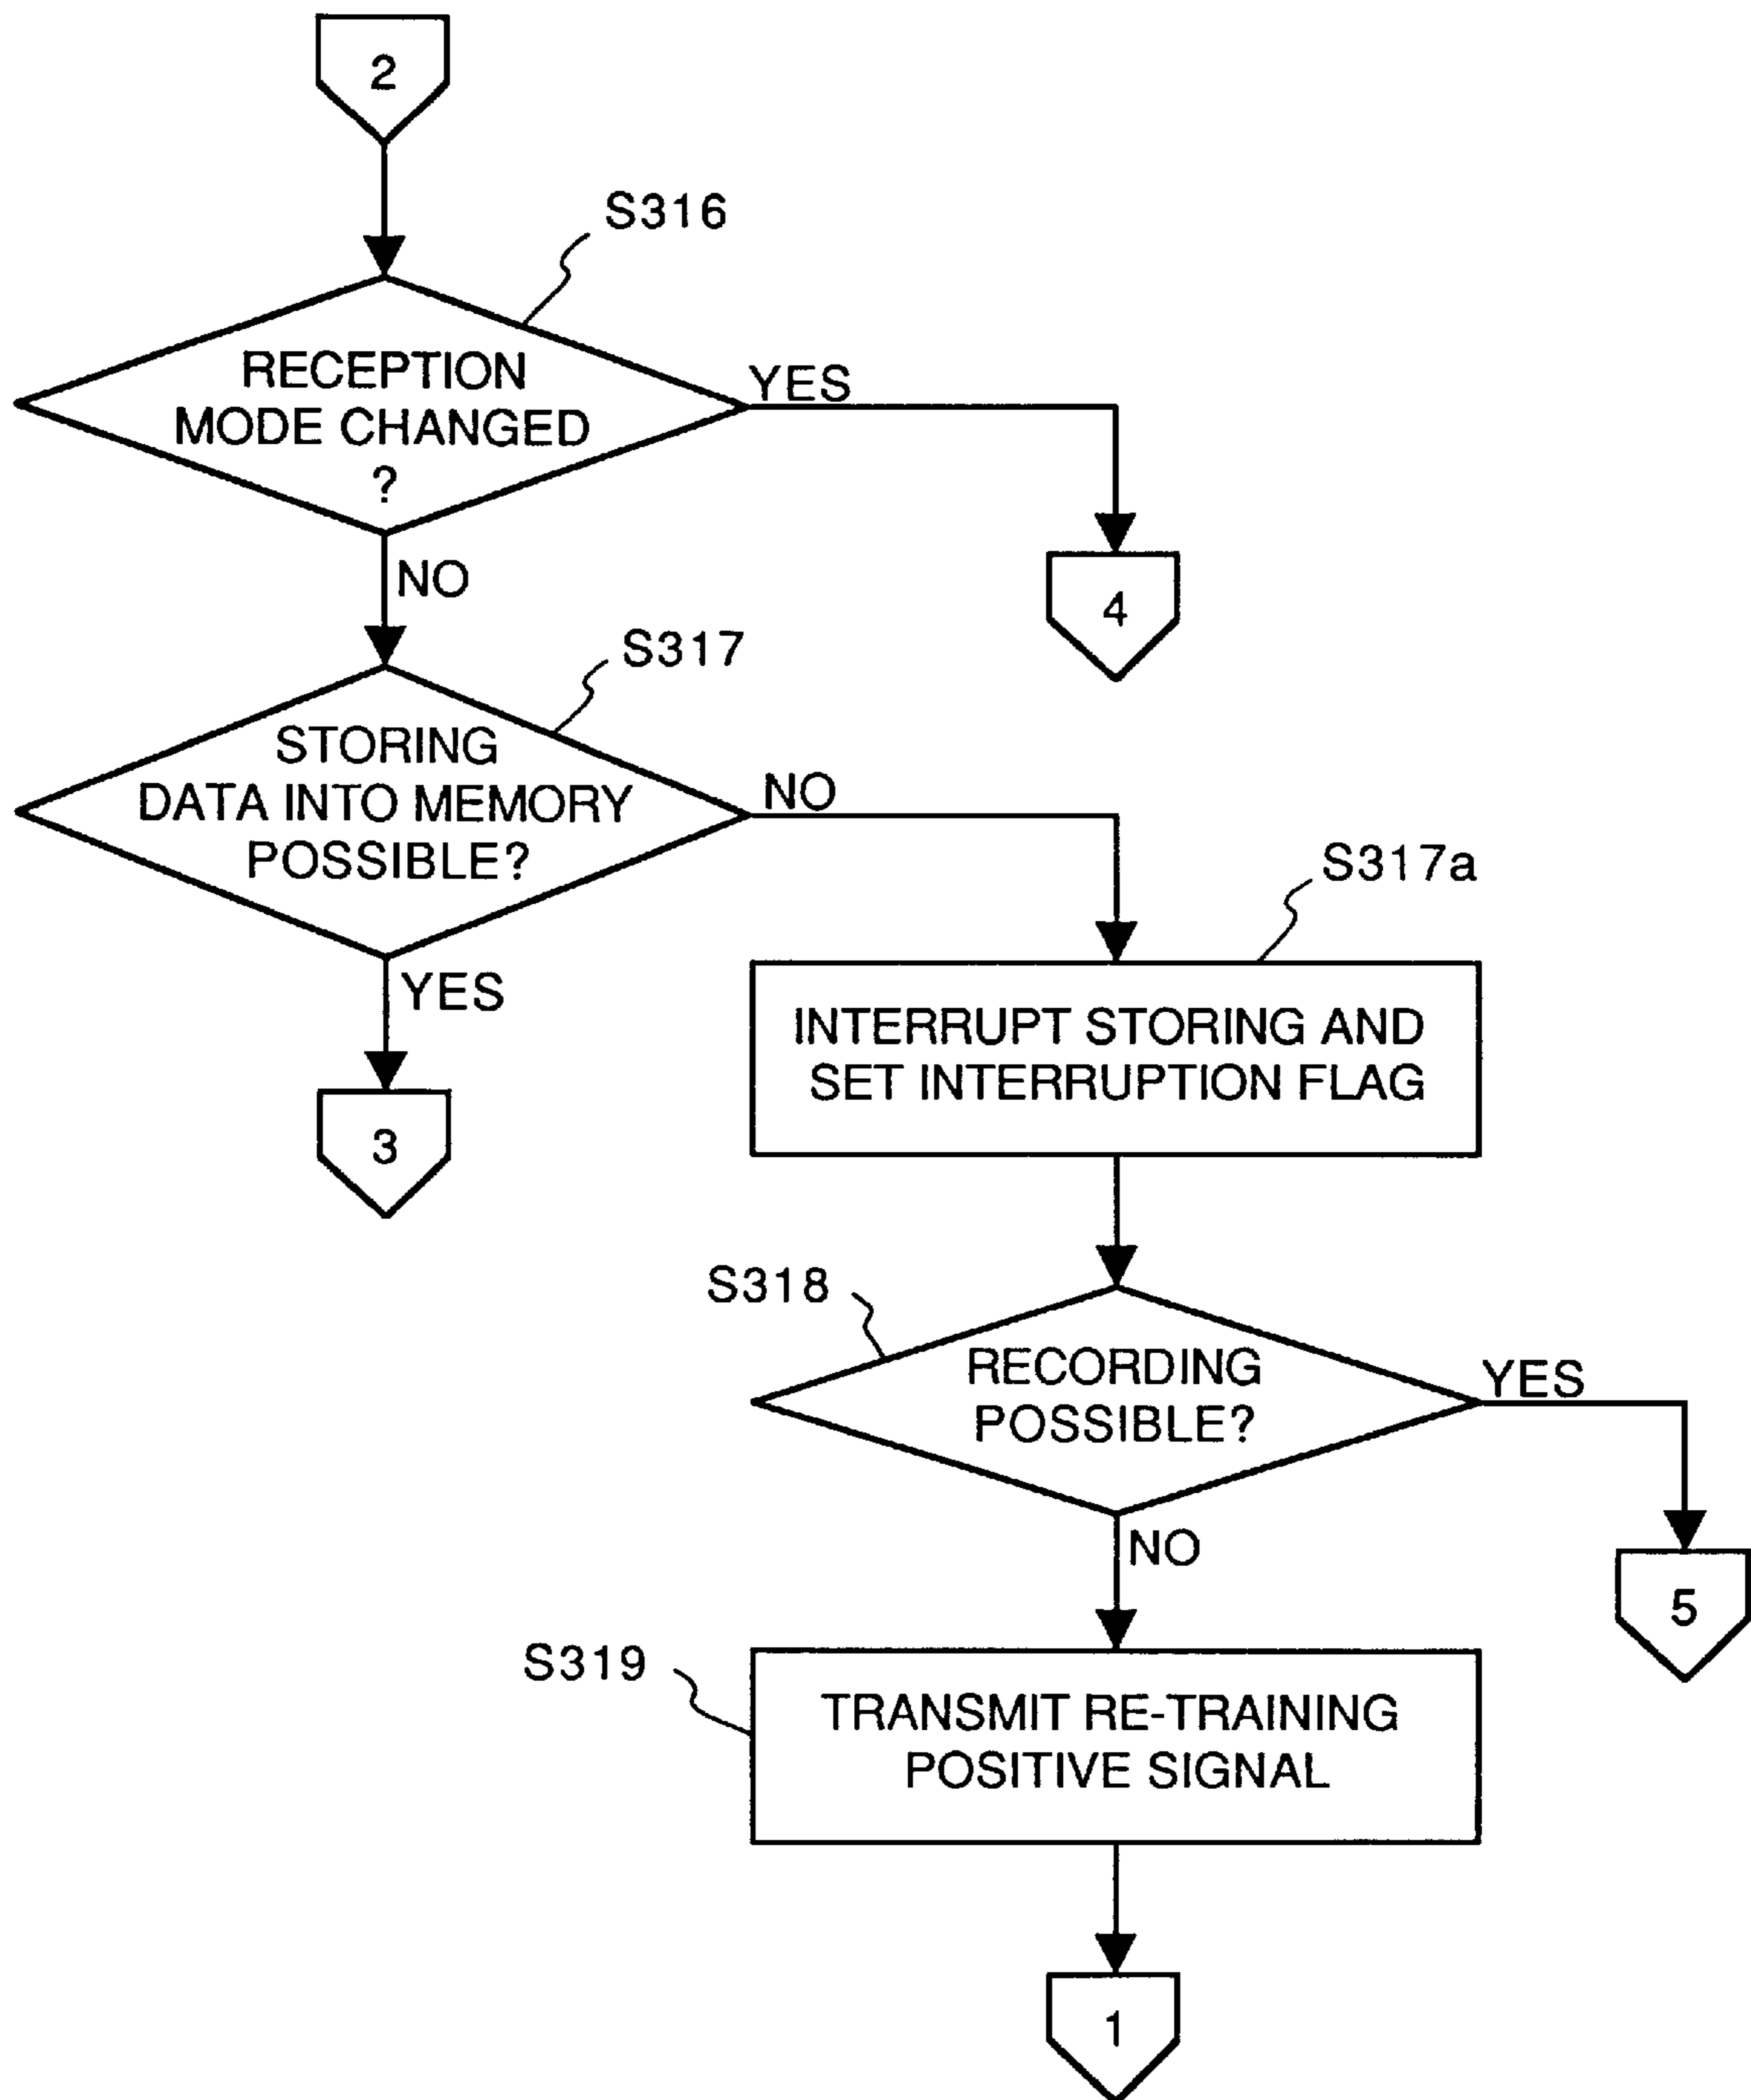 2
S316
RECEPTION
MODE CHANGED
?
YES
4
NO
S317
STORING
DATA INTO MEMORY
POSSIBLE?
NO
YES
3
S317a
INTERRUPT STORING AND
SET INTERRUPTION FLAG
S318
RECORDING
POSSIBLE?
YES
5
NO
S319
TRANSMIT RE-TRAINING
POSITIVE SIGNAL
1